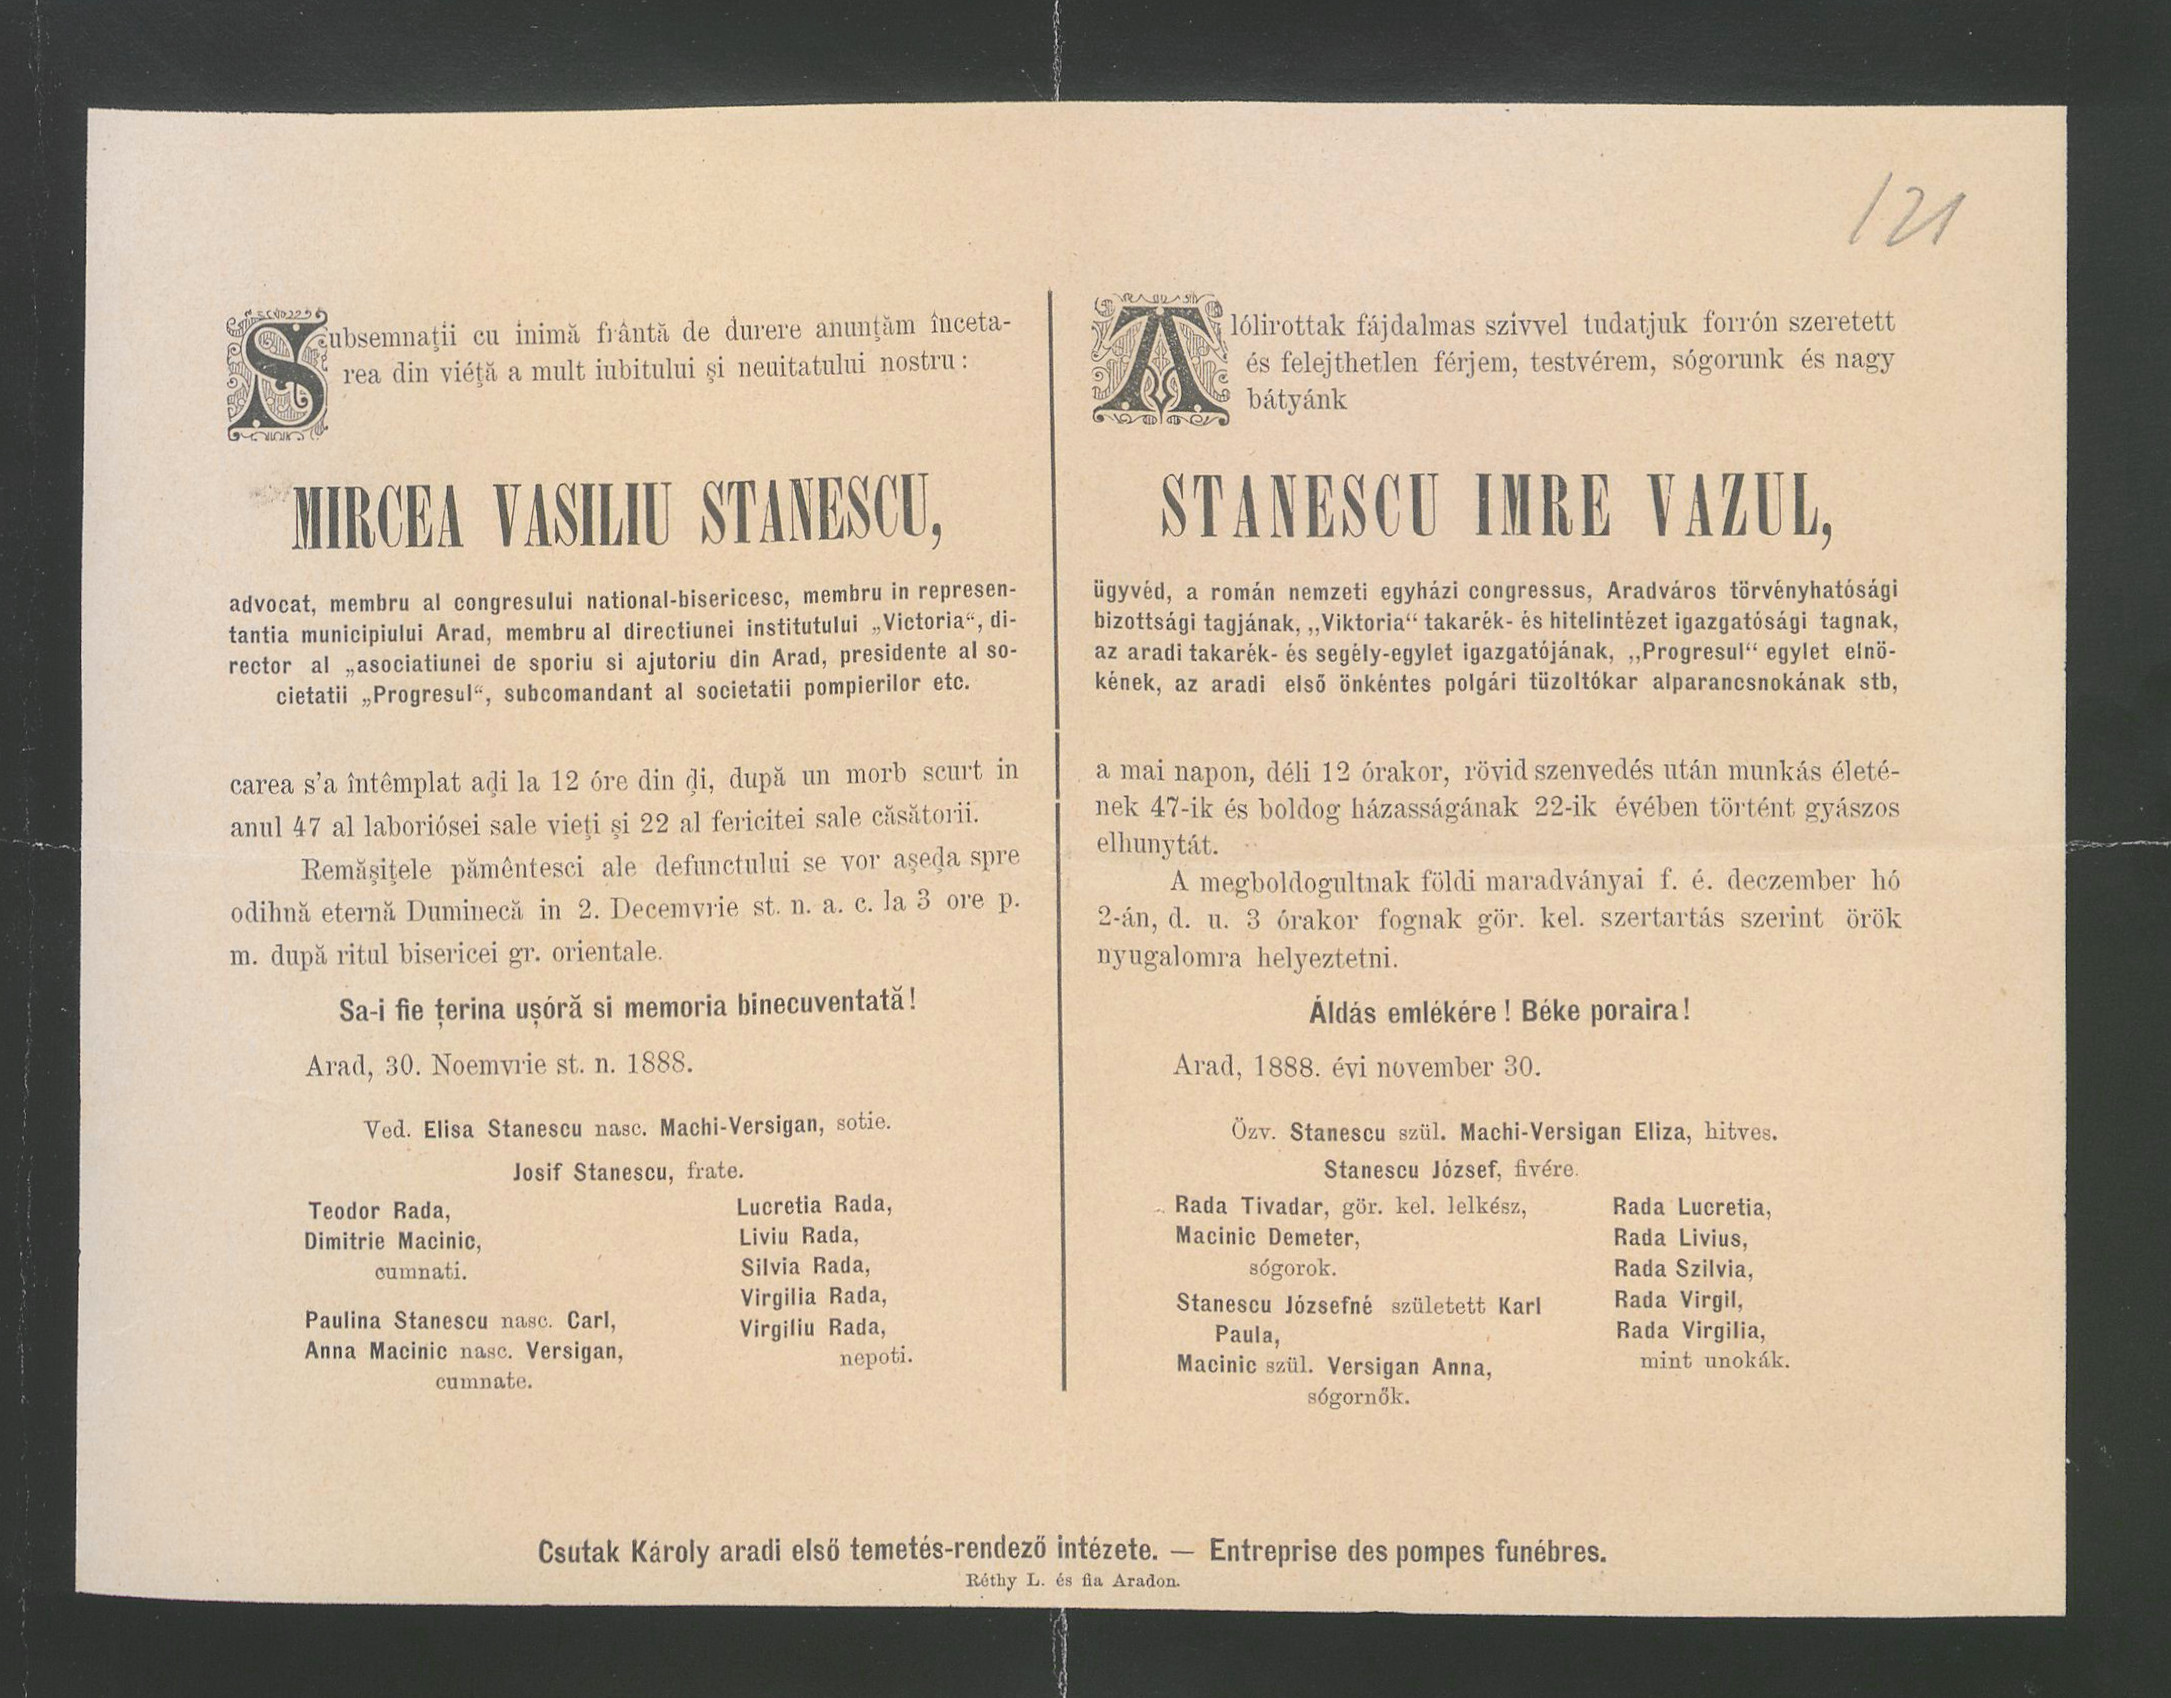 121
Subsemnații cu inimă frântă de durere anunțăm înceta-
rea din viéță a mult iubitului și neuitatului nostru:
MIRCEA VASILIU STANESCU,
advocat, membru al congresului national-bisericesc, membru in represen-
tantia municipiului Arad, membru al directiunei institutului „Victoria“, di-
rector al „asociatiunei de sporiu si ajutoriu din Arad, presidente al so-
cietatii „Progresul“, subcomandant al societatii pompierilor etc.
carea s'a întêmplat adi la 12 óre din di, după un morb scurt in
anul 47 al laboriósei sale vieți și 22 al fericitei sale căsătorii.
Remășițele pămêntesci ale defunctului se vor aședa spre
odihnă eternă Duminecă in 2. Decemvrie st. n. a. c. la 3 ore p.
m. după ritul bisericei gr. orientale.
Sa-i fie țerina ușóră si memoria binecuventată!
Arad, 30. Noemvrie st. n. 1888.
Ved. Elisa Stanescu nasc. Machi-Versigan, sotie.
Josif Stanescu, frate.
Teodor Rada,
Dimitrie Macinic,
cumnati.
Paulina Stanescu nasc. Carl,
Anna Macinic nasc. Versigan,
cumnate.
Lucretia Rada,
Liviu Rada,
Silvia Rada,
Virgilia Rada,
Virgiliu Rada,
nepoti.
Alólirottak fájdalmas szivvel tudatjuk forrón szeretett
és felejthetlen férjem, testvérem, sógorunk és nagy
bátyánk
STANESCU IMRE VAZUL,
ügyvéd, a román nemzeti egyházi congressus, Aradváros törvényhatósági
bizottsági tagjának, „Viktoria“ takarék- és hitelintézet igazgatósági tagnak,
az aradi takarék- és segély-egylet igazgatójának, „Progresul“ egylet elnö-
kének, az aradi első önkéntes polgári tüzoltókar alparancsnokának stb,
a mai napon, déli 12 órakor, rövid szenvedés után munkás életé-
nek 47-ik és boldog házasságának 22-ik évében történt gyászos
elhunytát.
A megboldogultnak földi maradványai f. é. deczember hó
2-án, d. u. 3 órakor fognak gör. kel. szertartás szerint örök
nyugalomra helyeztetni.
Áldás emlékére! Béke poraira!
Arad, 1888. évi november 30.
Özv. Stanescu szül. Machi-Versigan Eliza, hitves.
Stanescu József, fivére.
Rada Tivadar, gör. kel. lelkész,
Macinic Demeter,
sógorok.
Stanescu Józsefné született Karl
Paula,
Macinic szül. Versigan Anna,
sógornők.
Rada Lucretia,
Rada Livius,
Rada Szilvia,
Rada Virgil,
Rada Virgilia,
mint unokák.
Csutak Károly aradi első temetés-rendező intézete. — Entreprise des pompes funébres.
Réthy L. és fia Aradon.